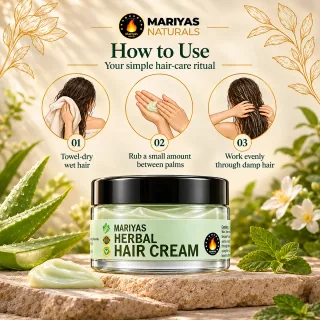 MARIYAS
NATURALS
How to Use
Your simple hair-care ritual
01
Towel-dry
wet hair
02
Rub a small amount
between palms
03
Work evenly
through damp hair
MARIYAS
HERBAL
HAIR CREAM